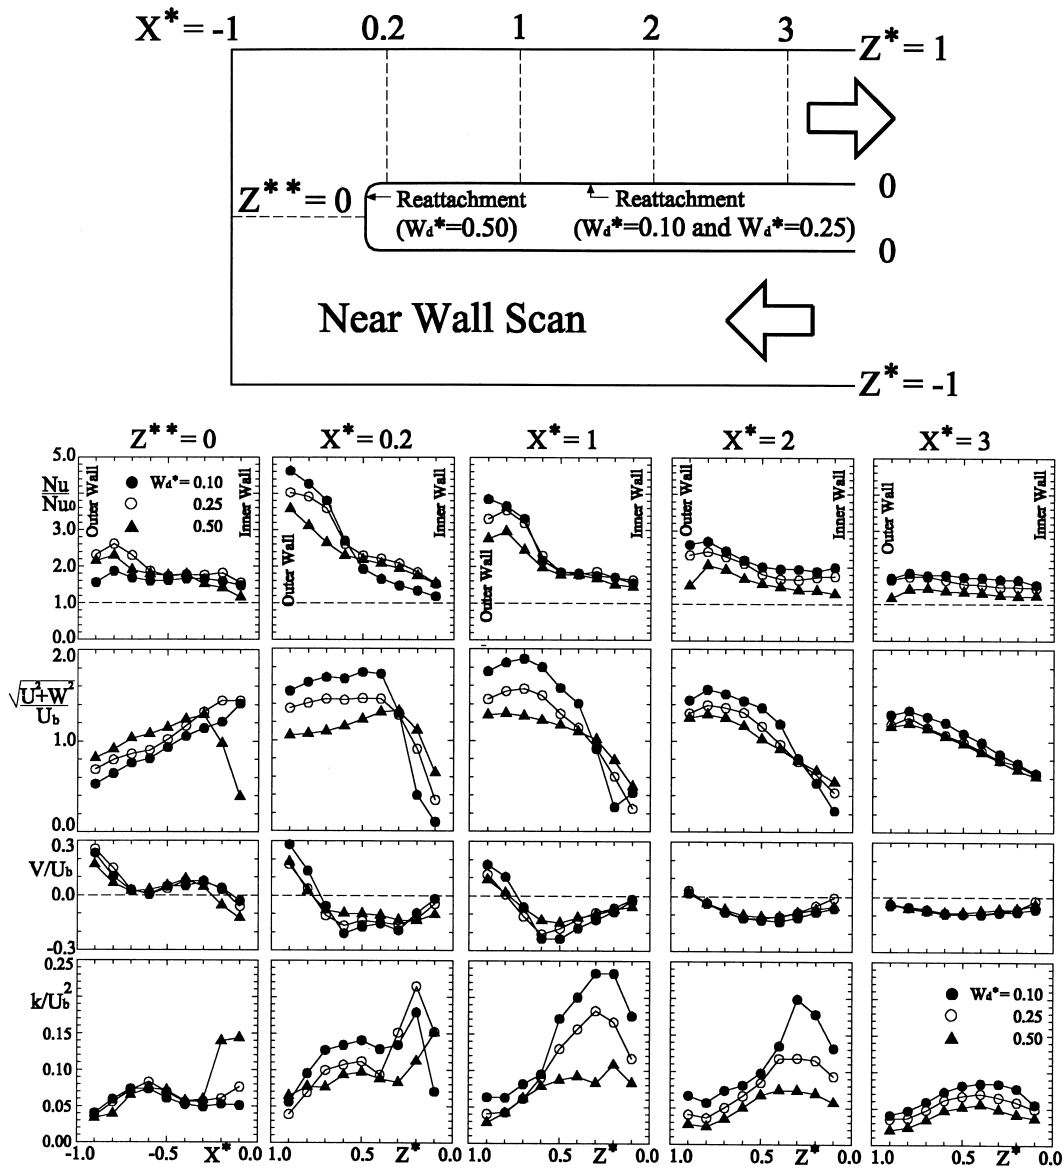 X* = -1 0.2 1 2 3 Z* = 1
Z** = 0 Reattachment Reattachment 0
(Wd*=0.50) (Wd*=0.10 and Wd*=0.25) 0
Near Wall Scan
Z* = -1
Z** = 0 X* = 0.2 X* = 1 X* = 2 X* = 3
5.0
Nu
Nu0
3.0
2.0
1.0
0.0
Outer Wall
Wd* = 0.10
0.25
0.50
Inner Wall
Outer Wall
Inner Wall
Outer Wall
Inner Wall
Outer Wall
Inner Wall
Outer Wall
Inner Wall
2.0
√U²+W²
Ub
1.0
0.0
0.3
V/Ub
0.0
-0.3
0.25
k/Ub²
0.15
0.10
0.05
0.00
Wd* = 0.10
0.25
0.50
-1.0 -0.5 X* 0.0 1.0 0.5 Z* 0.0 1.0 0.5 Z* 0.0 1.0 0.5 Z* 0.0 1.0 0.5 Z* 0.0